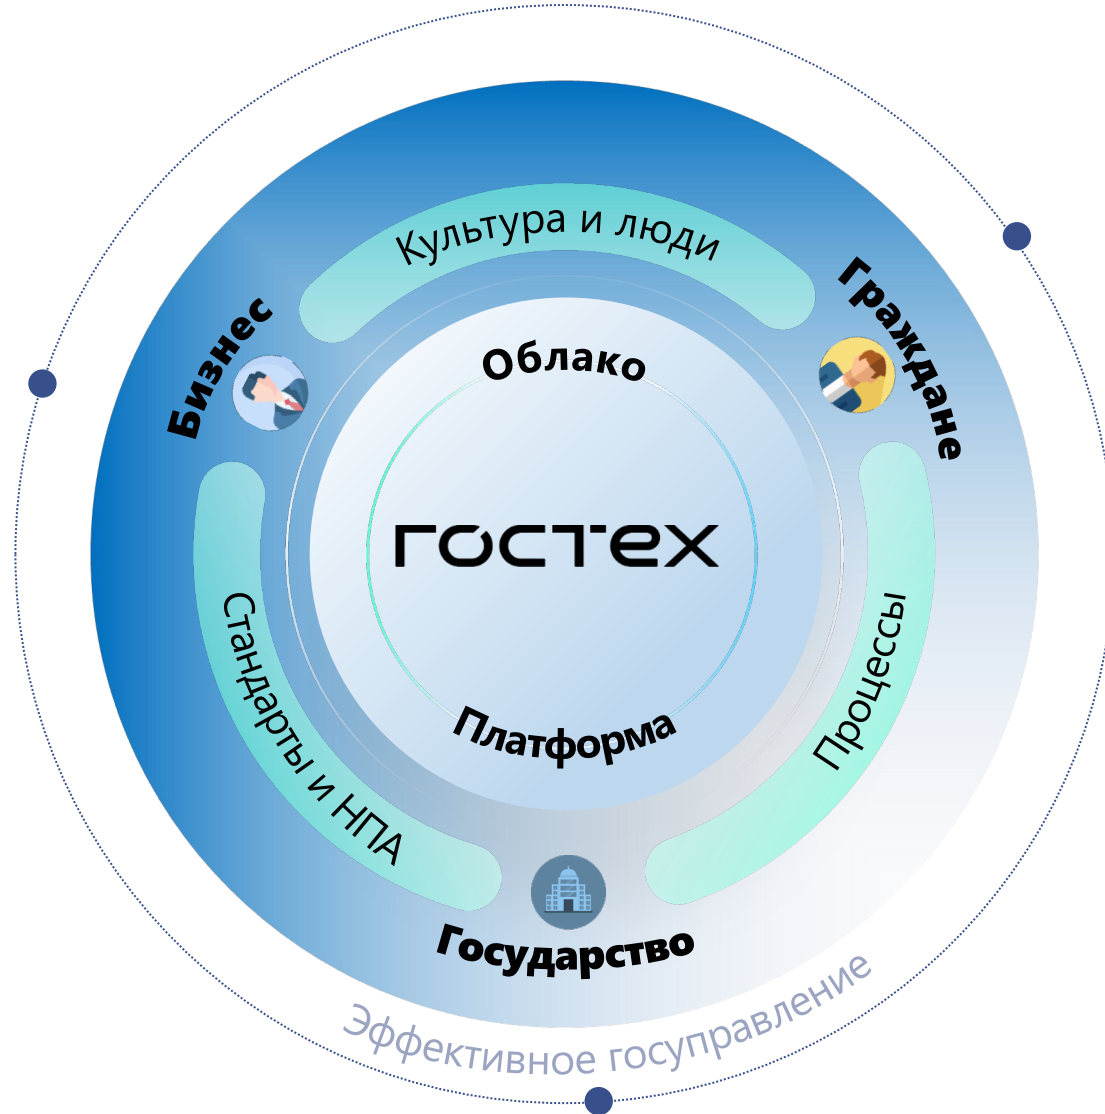 Культура и люди
Граждане
Бизнес
Облако
гостех
Платформа
Стандарты и НПА
Процессы
Государство
Эффективное госуправление